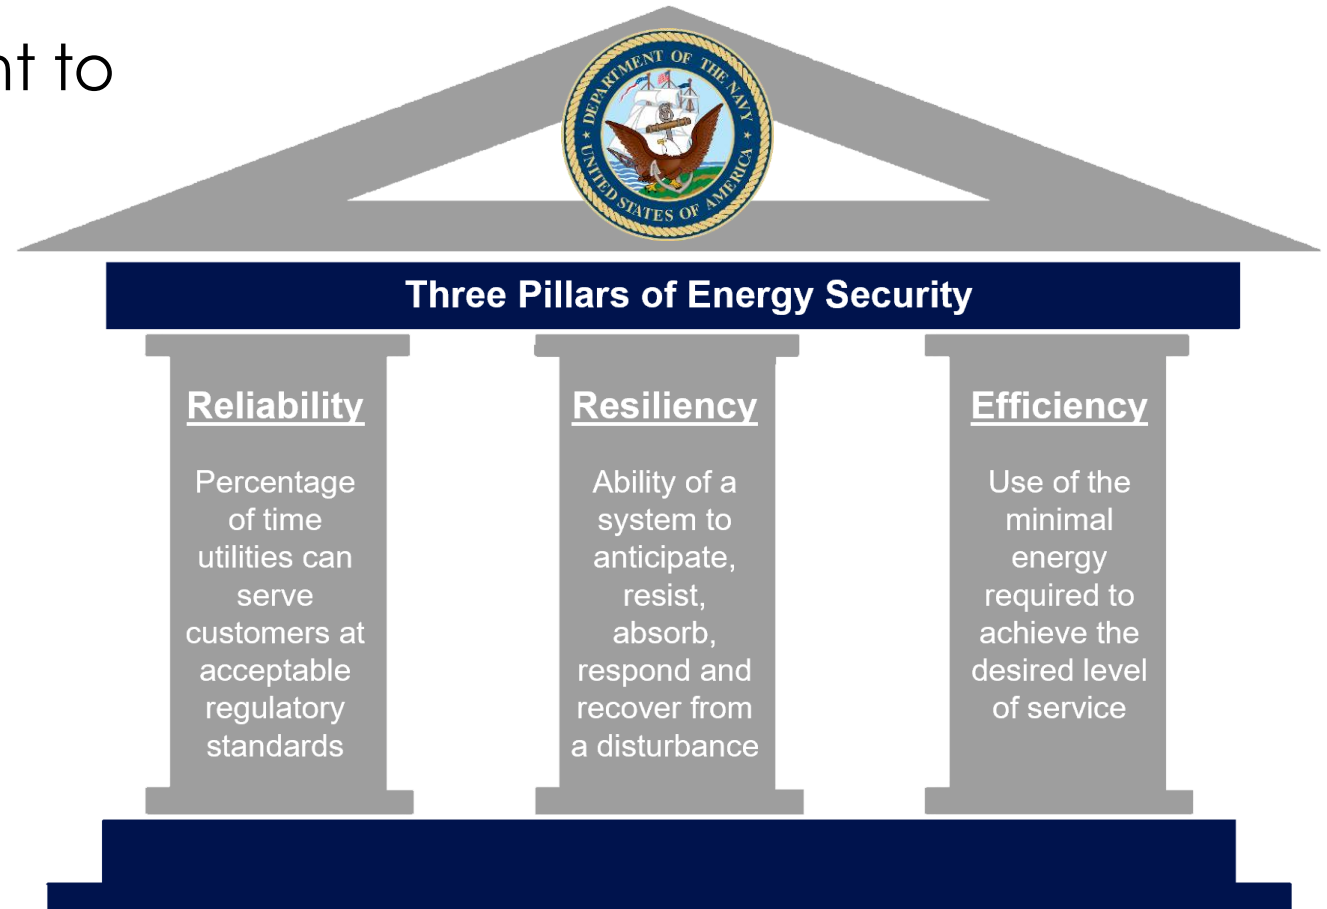 nt to
DEPARTMENT OF THE NAVY
UNITED STATES OF AMERICA
Three Pillars of Energy Security
Reliability
Percentage
of time
utilities can
serve
customers at
acceptable
regulatory
standards
Resiliency
Ability of a
system to
anticipate,
resist,
absorb,
respond and
recover from
a disturbance
Efficiency
Use of the
minimal
energy
required to
achieve the
desired level
of service